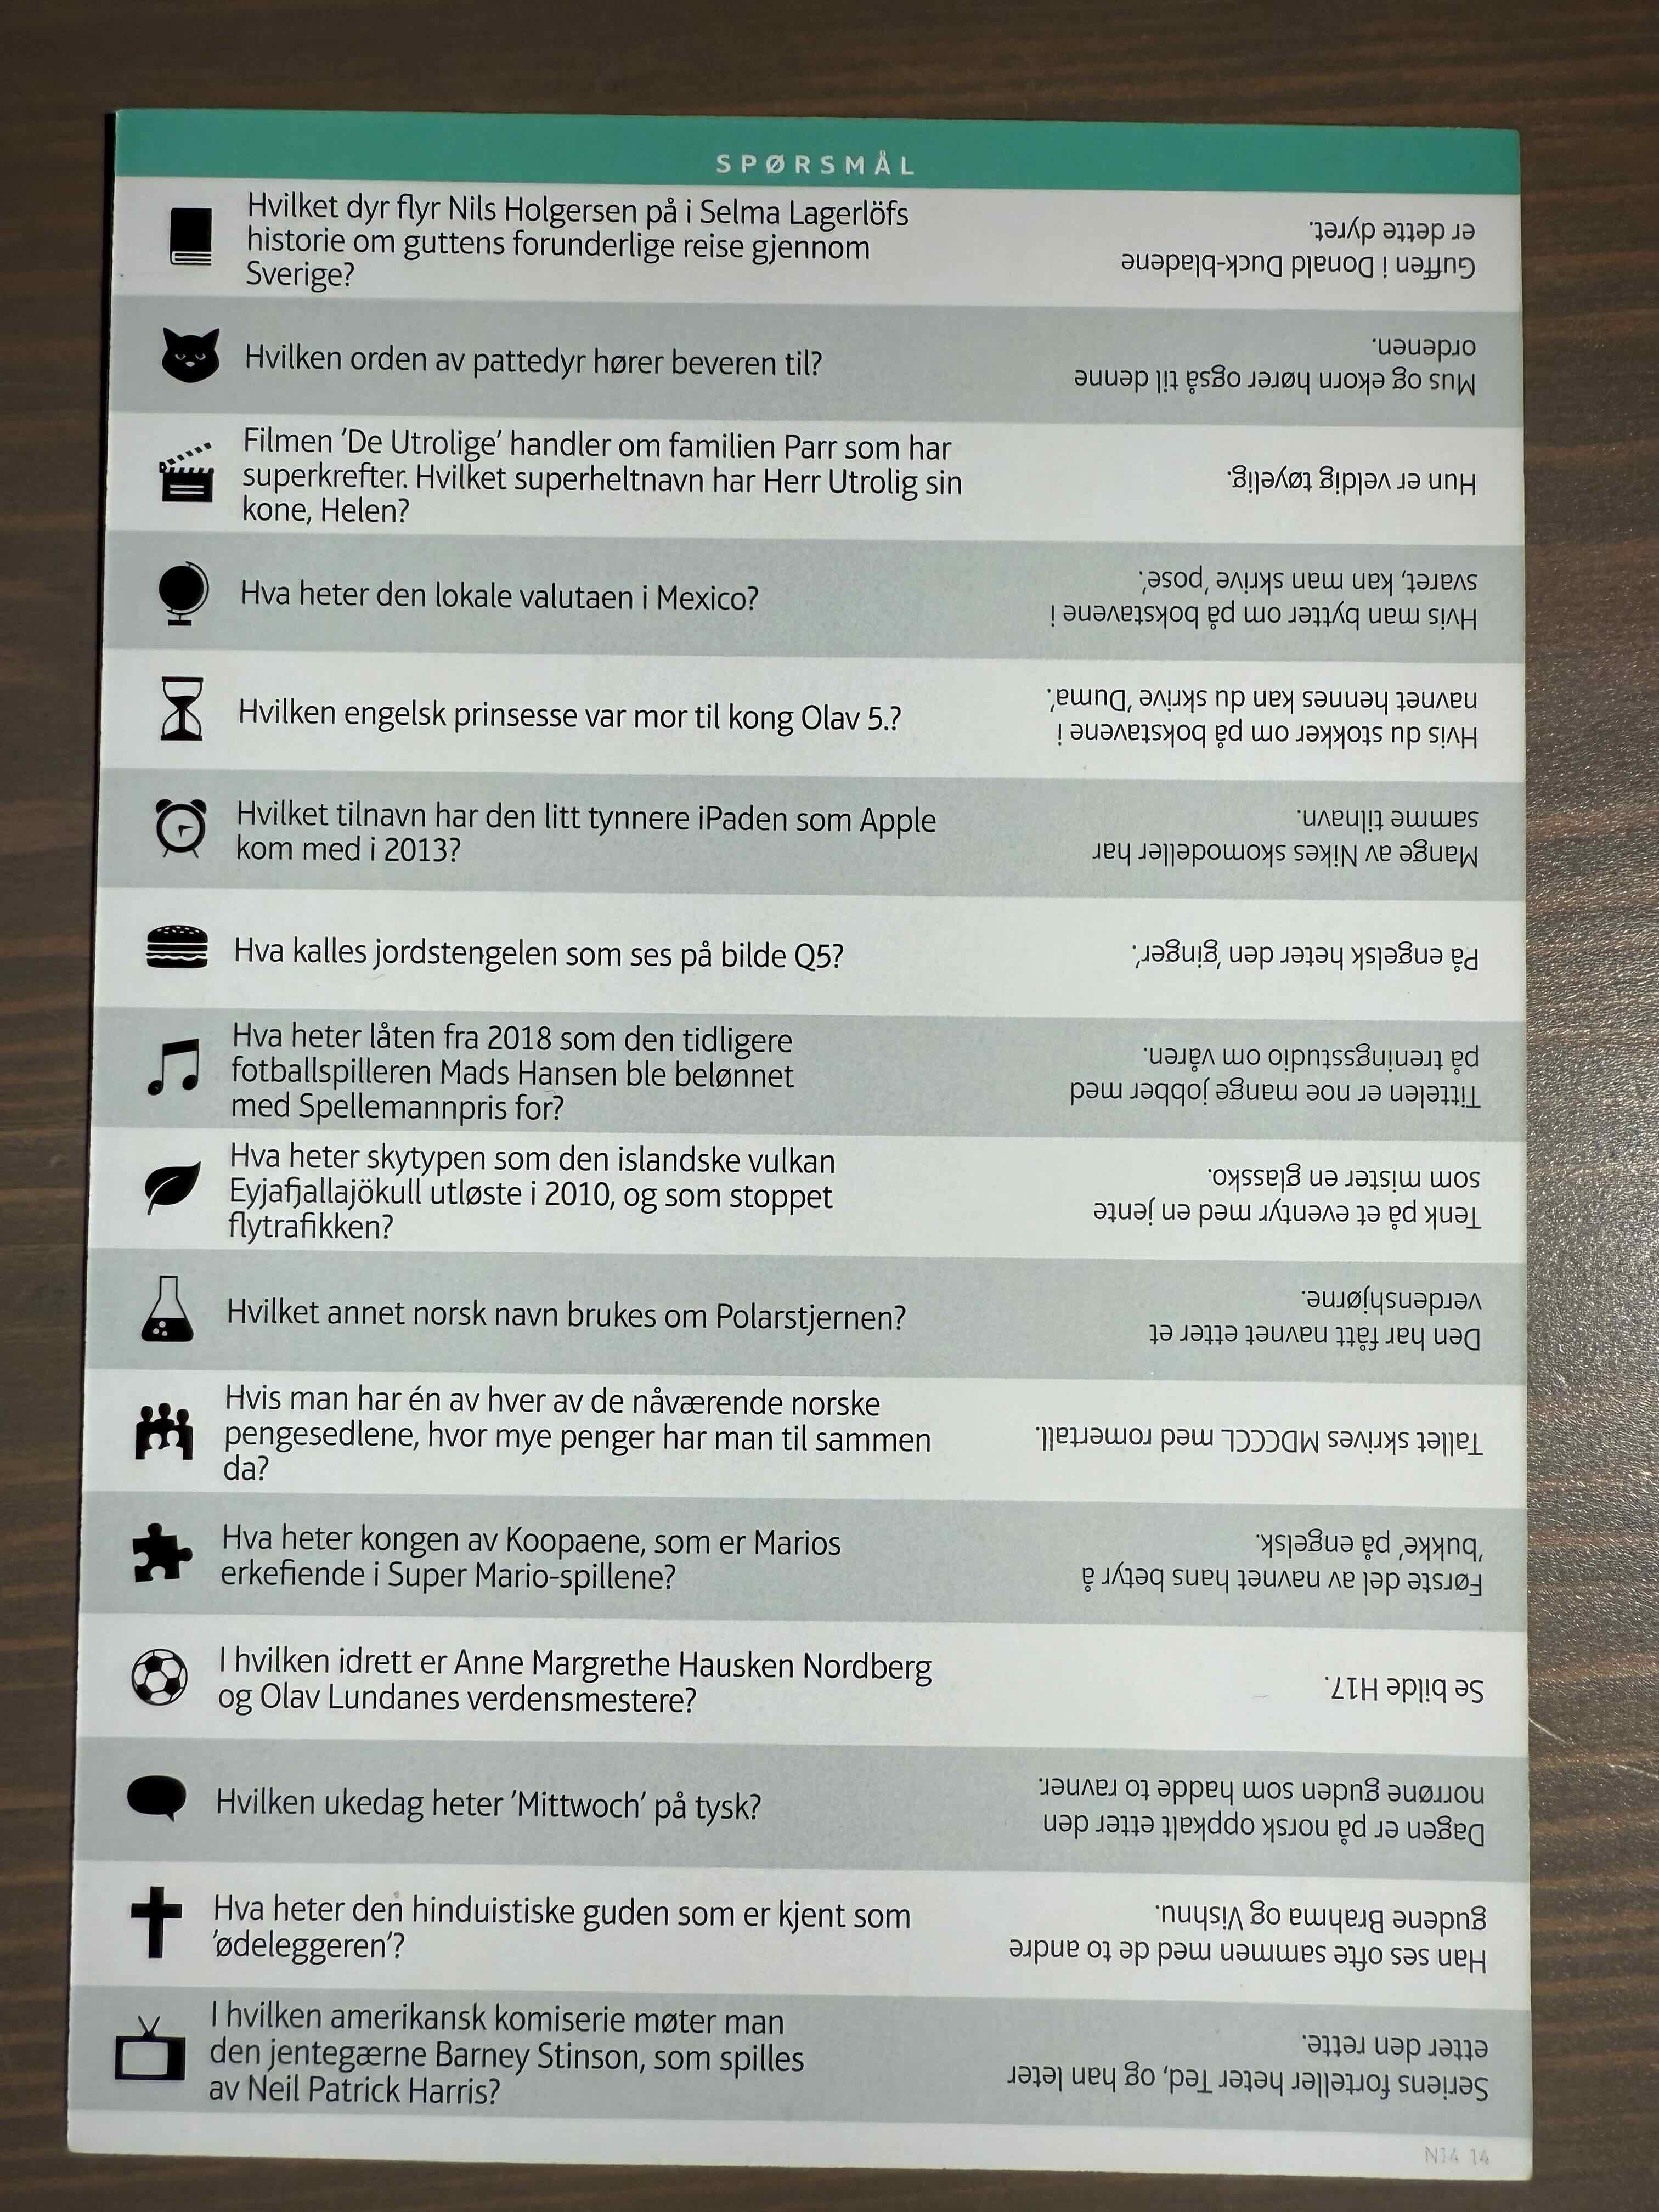 SPØRSMÅL
Hvilket dyr flyr Nils Holgersen på i Selma Lagerlöfs
historie om guttens forunderlige reise gjennom
Sverige?
Guffen i Donald Duck-bladene
er dette dyret.
Hvilken orden av pattedyr hører beveren til?
Mus og ekorn hører også til denne
ordenen.
Filmen ’De Utrolige’ handler om familien Parr som har
superkrefter. Hvilket superheltnavn har Herr Utrolig sin
kone, Helen?
Hun er veldig tøyelig.
Hva heter den lokale valutaen i Mexico?
Hvis man bytter om på bokstavene i
svaret, kan man skrive ’pose’.
Hvilken engelsk prinsesse var mor til kong Olav 5.?
Hvis du stokker om på bokstavene i
navnet hennes kan du skrive ’Duma’.
Hvilket tilnavn har den litt tynnere iPaden som Apple
kom med i 2013?
Mange av Nikes skomodeller har
samme tilnavn.
Hva kalles jordstengelen som ses på bilde Q5?
På engelsk heter den ’ginger’.
Hva heter låten fra 2018 som den tidligere
fotballspilleren Mads Hansen ble belønnet
med Spellemannpris for?
Tittelen er noe mange jobber med
på treningsstudio om våren.
Hva heter skytypen som den islandske vulkan
Eyjafjallajökull utløste i 2010, og som stoppet
flytrafikken?
Tenk på et eventyr med en jente
som mister en glassko.
Hvilket annet norsk navn brukes om Polarstjernen?
Den har fått navnet etter et
verdenshjørne.
Hvis man har én av hver av de nåværende norske
pengesedlene, hvor mye penger har man til sammen
da?
Tallet skrives MDCCCL med romertall.
Hva heter kongen av Koopaene, som er Marios
erkefiende i Super Mario-spillene?
Første del av navnet hans betyr å
’bukke’ på engelsk.
I hvilken idrett er Anne Margrethe Hausken Nordberg
og Olav Lundanes verdensmestere?
Se bilde H17.
Hvilken ukedag heter ’Mittwoch’ på tysk?
Dagen er på norsk oppkalt etter den
norrøne guden som hadde to ravner.
Hva heter den hinduistiske guden som er kjent som
’ødeleggeren’?
Han ses ofte sammen med de to andre
gudene Brahma og Vishnu.
I hvilken amerikansk komiserie møter man
den jentegærne Barney Stinson, som spilles
av Neil Patrick Harris?
Seriens forteller heter Ted, og han leter
etter den rette.
N14 14